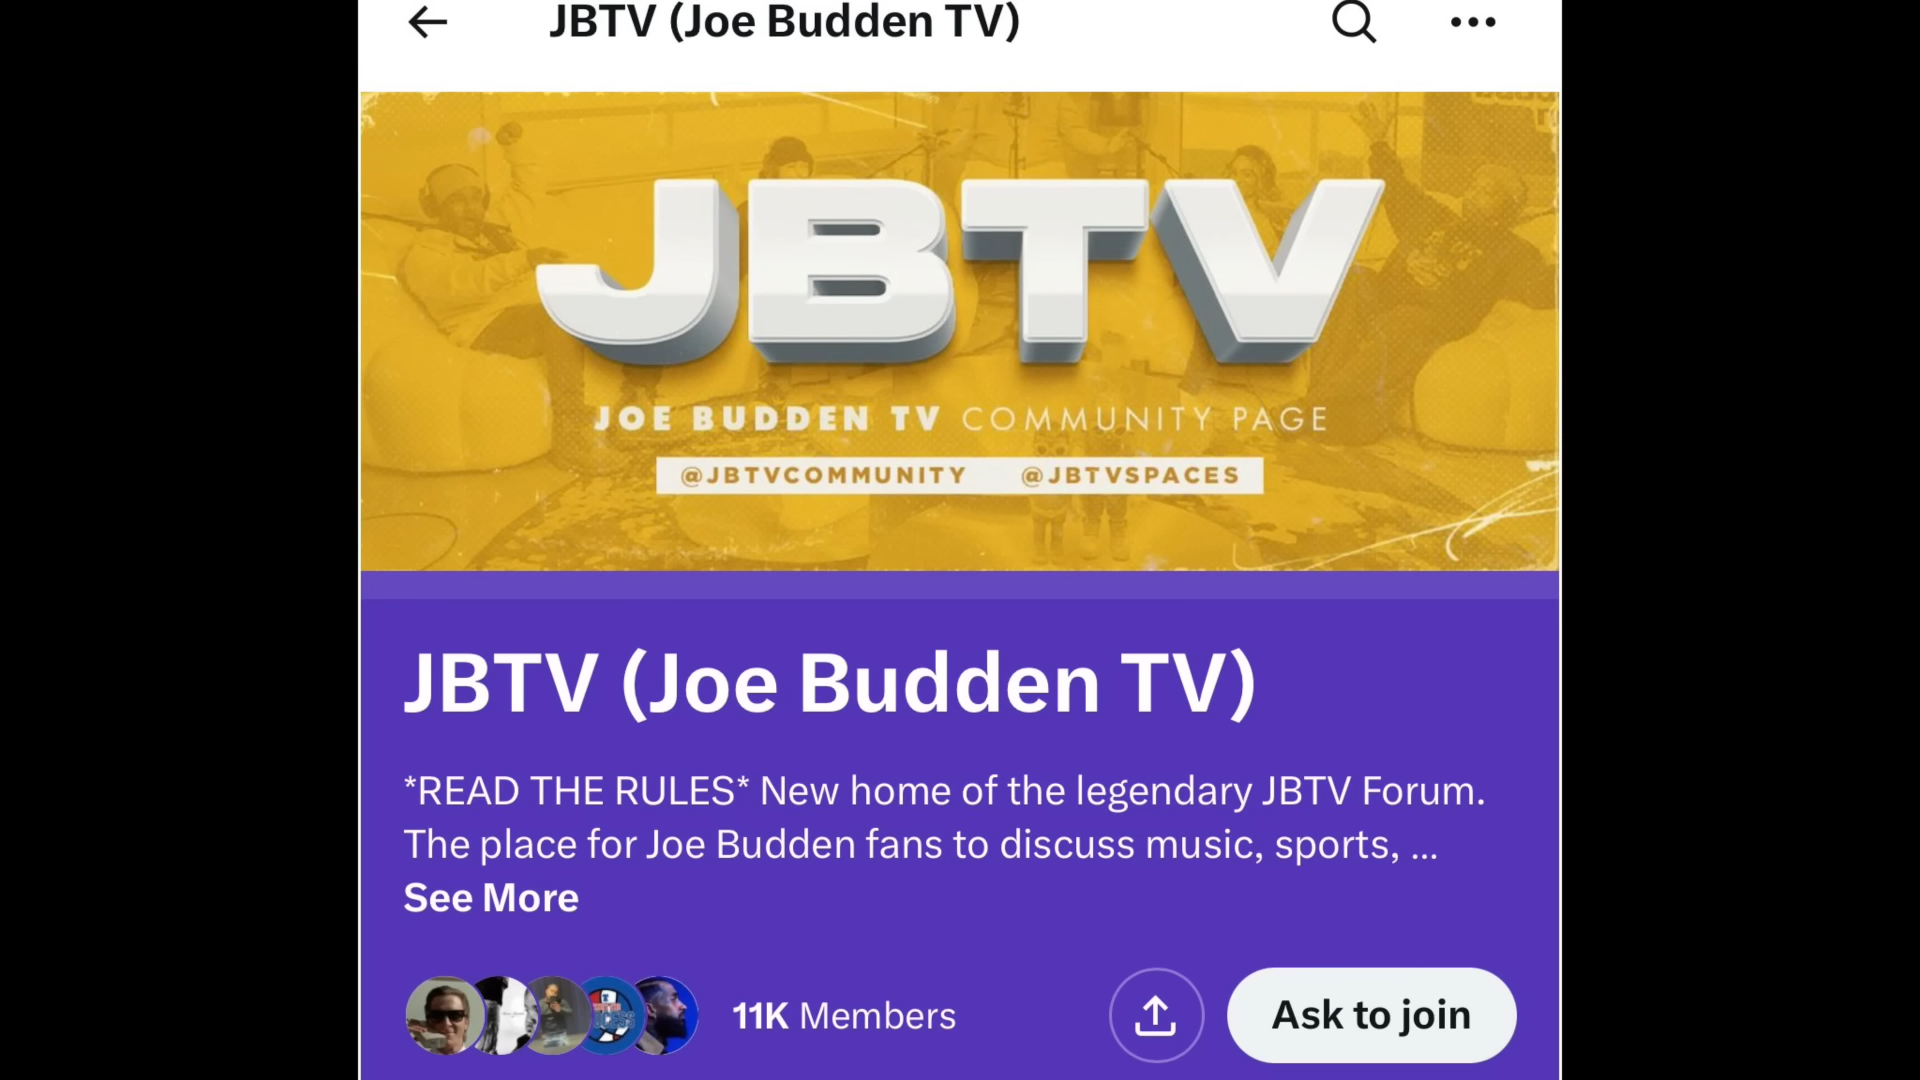 JBTV (Joe Budden TV)
JBTV
JOE BUDDEN TV COMMUNITY PAGE
@JBTVCOMMUNITY @JBTVSPACES
JBTV (Joe Budden TV)
*READ THE RULES* New home of the legendary JBTV Forum.
The place for Joe Budden fans to discuss music, sports, ...
See More
11K Members
Ask to join